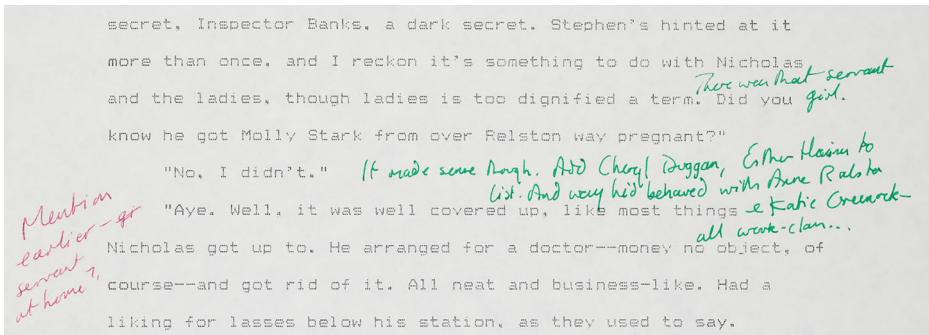 secret, Inspector Banks, a dark secret. Stephen's hinted at it
more than once, and I reckon it's something to do with Nicholas
There was that servant
and the ladies, though ladies is too dignified a term. Did you
girl.
know he got Molly Stark from over Relston way pregnant?"
"No, I didn't."
It made sense though. Add Cheryl Duggan, Esther Haines to
list. And way he'd behaved with Anne Ralston
"Aye. Well, it was well covered up, like most things
& Katie Greenock—
all work-class...
Mention
earlier—
servant
at home?
Nicholas got up to. He arranged for a doctor--money no object, of
course--and got rid of it. All neat and business-like. Had a
liking for lasses below his station, as they used to say.